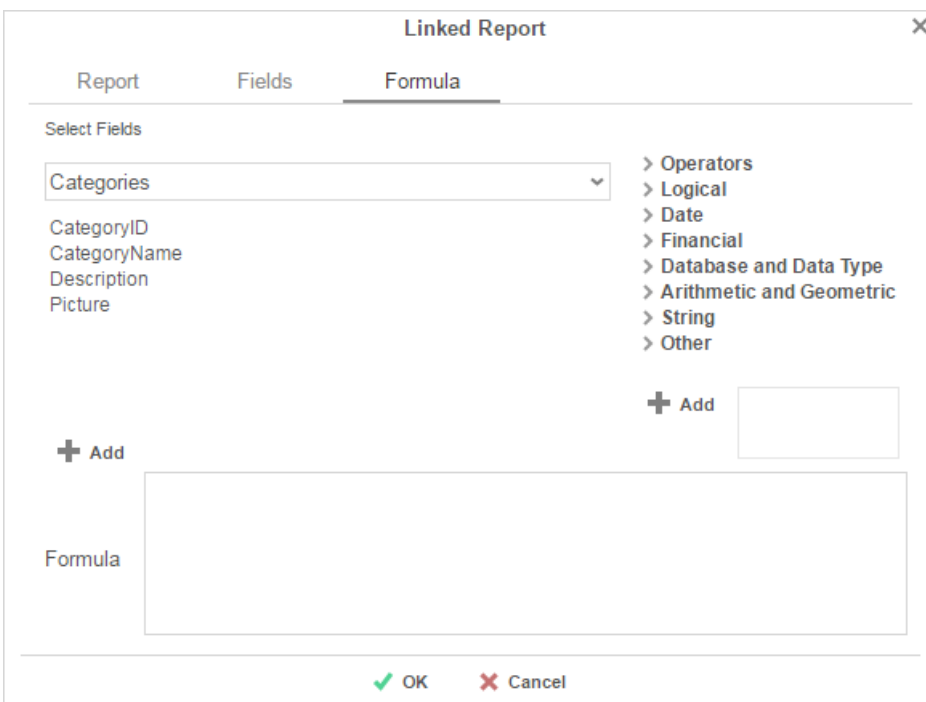 Linked Report
Report Fields Formula
Select Fields
Categories
CategoryID
CategoryName
Description
Picture
Operators
Logical
Date
Financial
Database and Data Type
Arithmetic and Geometric
String
Other
Add
Add
Formula
OK Cancel